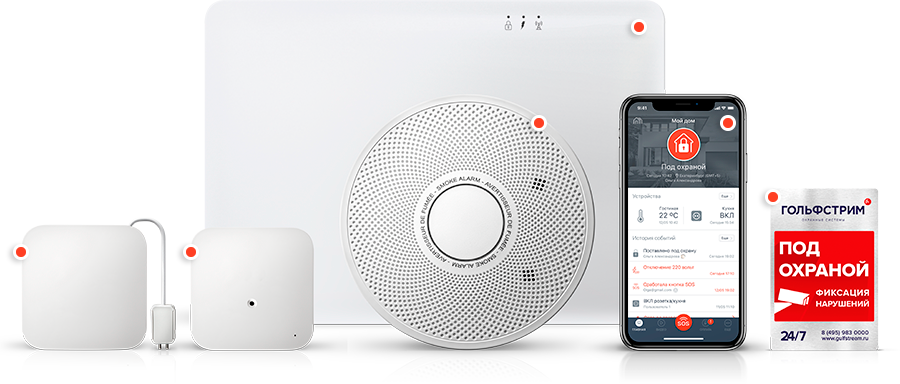 SMOKE ALARM - AVERTISSEUR DE FUMÉE - SMOKE ALARM - AVERTISSEUR DE FUMÉE -
9:41
Мой дом
Под охраной
Устройства
Гостиная
22 °C
Кухня
ВКЛ
История событий
Поставлено под охрану
Ольга Александрова
Отключение 220 вольт
Сработала кнопка SOS
ВКЛ розетка/кухня
SOS
ГОЛЬФСТРИМ
ОХРАННЫЕ СИСТЕМЫ
ПОД
ОХРАНОЙ
ФИКСАЦИЯ
НАРУШЕНИЙ
24/7
8 (495) 983 0000
www.gulfstream.ru